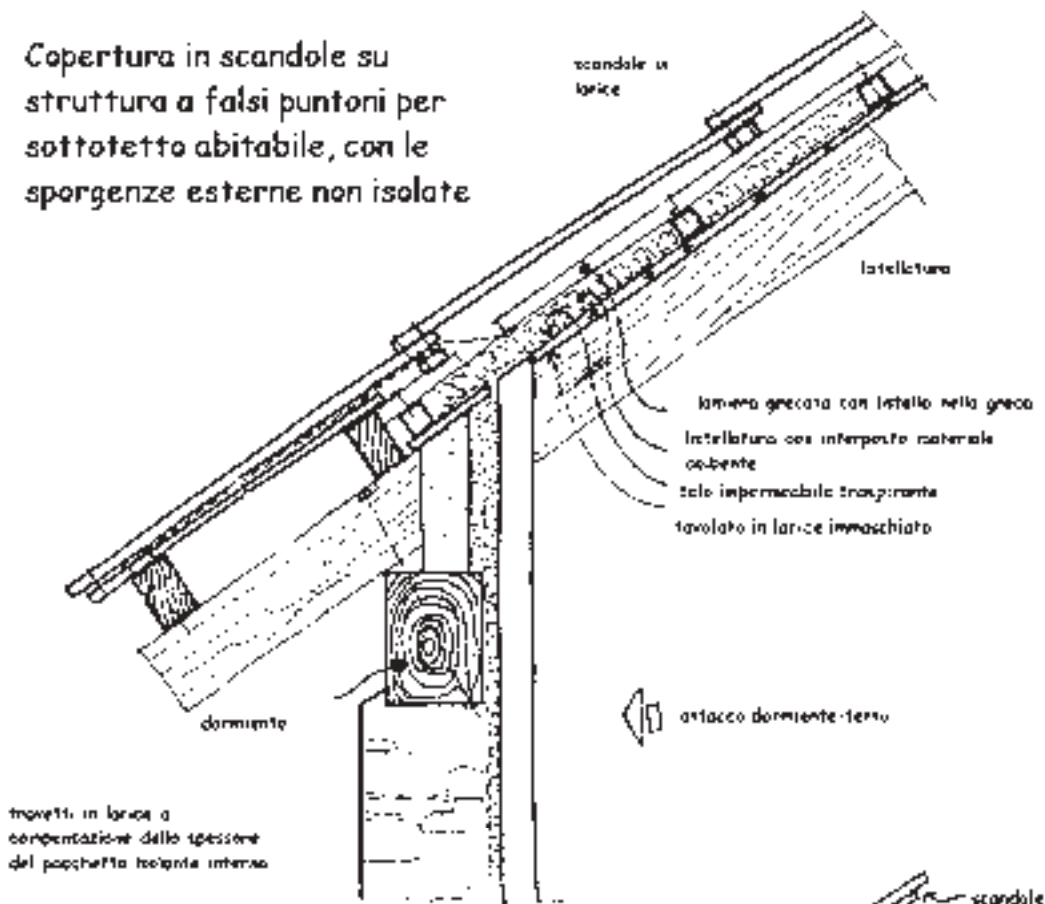 Copertura in scandole su
struttura a falsi puntoni per
sottotetto abitabile, con le
sporgenze esterne non isolate
scandole in
larice
listellatura
lamiera grecata con listello nella greca
listellatura con interposto materiale
coibente
telo impermeabile traspirante
tavolato in larice immaschiato
dormiente
attacco dormiente-terzo
travetti in larice a
compensazione dello spessore
del pacchetto isolante interno
scandole